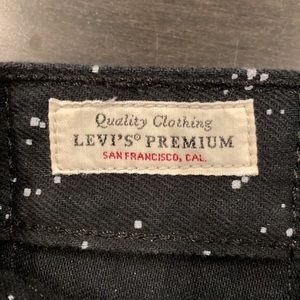 Quality Clothing
LEVI'S® PREMIUM
SAN FRANCISCO, CAL.